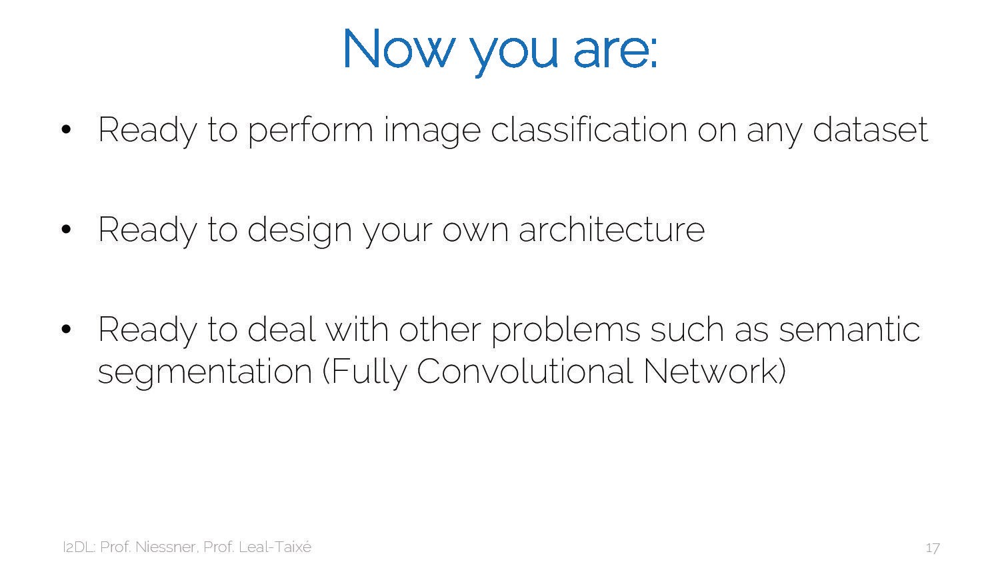 Now you are:
• Ready to perform image classification on any dataset
• Ready to design your own architecture
• Ready to deal with other problems such as semantic
segmentation (Fully Convolutional Network)
I2DL: Prof. Niessner, Prof. Leal-Taixé
17